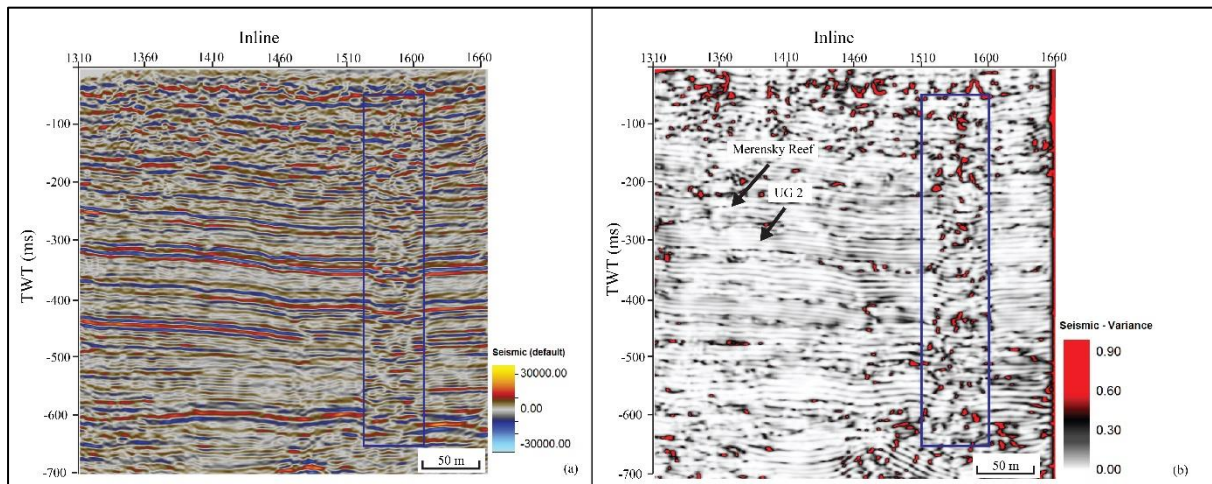 Inline
1310 1360 1410 1460 1510 1560 1610 1660
TWT (ms)
-100
-200
-300
-400
-500
-600
-700
Seismic (default)
30000.00
0.00
-30000.00
50 m
(a)
Inline
1310 1360 1410 1460 1510 1600 1660
TWT (ms)
-100
-200
-300
-400
-500
-600
-700
Merensky Reef
UG 2
Seismic - Variance
0.90
0.60
0.30
0.00
50 m
(b)